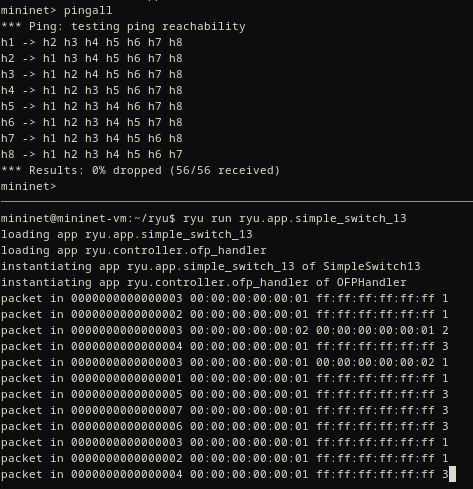 mininet> pingall
*** Ping: testing ping reachability
h1 -> h2 h3 h4 h5 h6 h7 h8
h2 -> h1 h3 h4 h5 h6 h7 h8
h3 -> h1 h2 h4 h5 h6 h7 h8
h4 -> h1 h2 h3 h5 h6 h7 h8
h5 -> h1 h2 h3 h4 h6 h7 h8
h6 -> h1 h2 h3 h4 h5 h7 h8
h7 -> h1 h2 h3 h4 h5 h6 h8
h8 -> h1 h2 h3 h4 h5 h6 h7
*** Results: 0% dropped (56/56 received)
mininet>
mininet@mininet-vm:~/ryu$ ryu run ryu.app.simple_switch_13
loading app ryu.app.simple_switch_13
loading app ryu.controller.ofp_handler
instantiating app ryu.app.simple_switch_13 of SimpleSwitch13
instantiating app ryu.controller.ofp_handler of OFPHandler
packet in 0000000000000003 00:00:00:00:00:01 ff:ff:ff:ff:ff:ff 1
packet in 0000000000000002 00:00:00:00:00:01 ff:ff:ff:ff:ff:ff 1
packet in 0000000000000003 00:00:00:00:00:02 00:00:00:00:00:01 2
packet in 0000000000000004 00:00:00:00:00:01 ff:ff:ff:ff:ff:ff 3
packet in 0000000000000003 00:00:00:00:00:01 00:00:00:00:00:02 1
packet in 0000000000000001 00:00:00:00:00:01 ff:ff:ff:ff:ff:ff 1
packet in 0000000000000005 00:00:00:00:00:01 ff:ff:ff:ff:ff:ff 3
packet in 0000000000000007 00:00:00:00:00:01 ff:ff:ff:ff:ff:ff 3
packet in 0000000000000006 00:00:00:00:00:01 ff:ff:ff:ff:ff:ff 3
packet in 0000000000000003 00:00:00:00:00:01 ff:ff:ff:ff:ff:ff 1
packet in 0000000000000002 00:00:00:00:00:01 ff:ff:ff:ff:ff:ff 1
packet in 0000000000000004 00:00:00:00:00:01 ff:ff:ff:ff:ff:ff 3